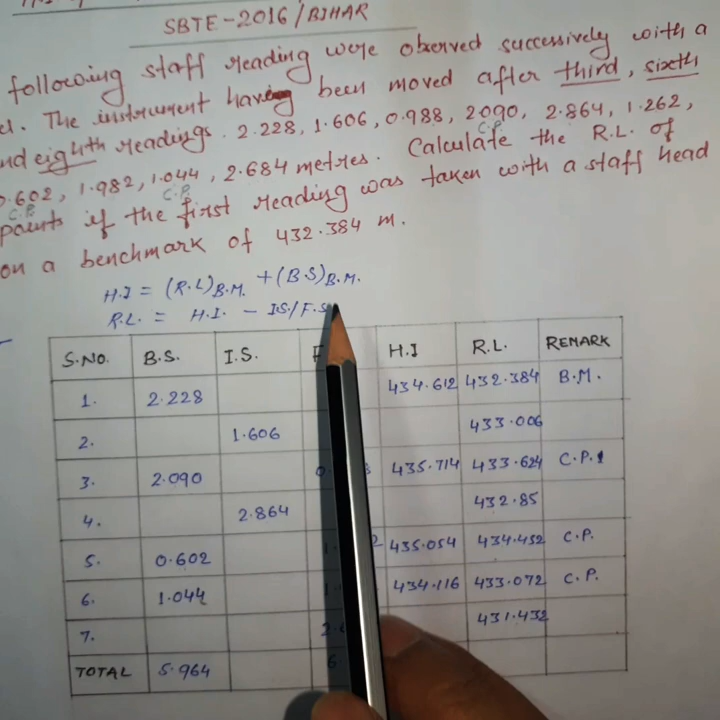 SBTE-2016/BIHAR
following staff reading were observed successively with a
The instrument having been moved after third, sixth
eighth readings. 2.228, 1.606, 0.988, 2.090, 2.864, 1.262,
C.P.
0.602, 1.982, 1.044, 2.684 metres. Calculate the R.L. of
C.P. C.P.
points if the first reading was taken with a staff head
on a benchmark of 432.384 m.
H.I = (R.L)B.M. + (B.S)B.M.
R.L. = H.I. - I.S./F.S
S.NO. B.S. I.S. F H.I R.L. REMARK
1. 2.228 434.612 432.384 B.M.
2. 1.606 433.006
3. 2.090 435.714 433.624 C.P.1
4. 2.864 432.85
5. 0.602 435.054 434.452 C.P.
6. 1.044 434.116 433.072 C.P.
7. 431.432
TOTAL 5.964